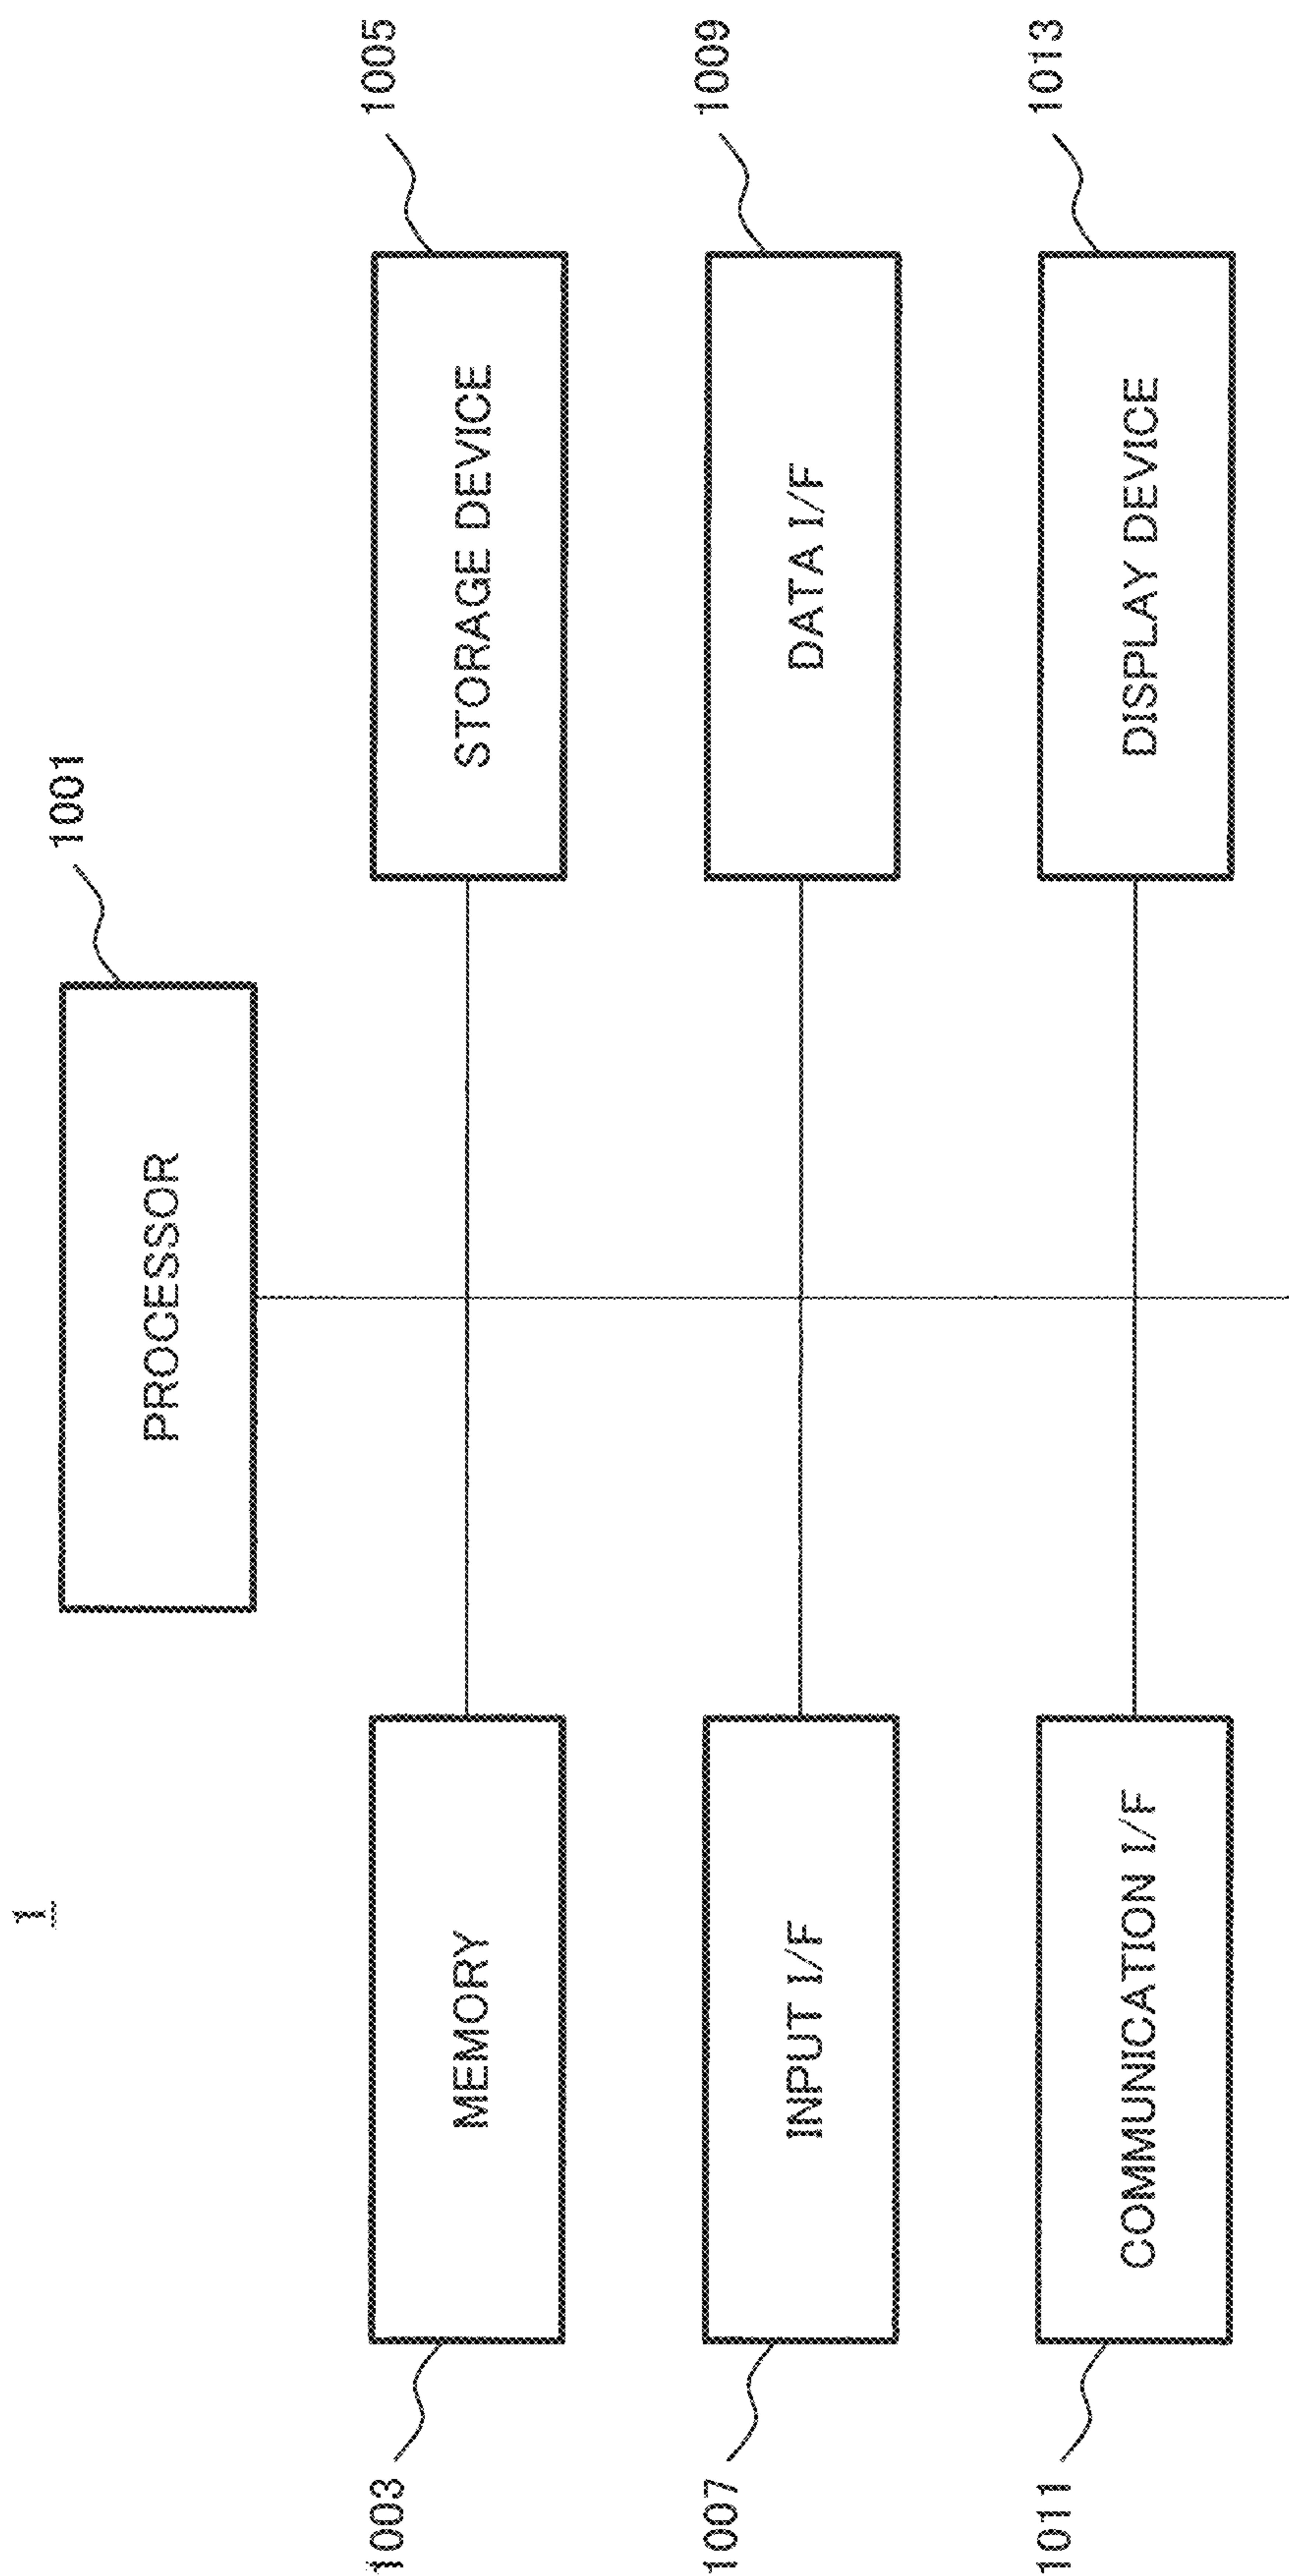 1
1001
PROCESSOR
1003
MEMORY
STORAGE DEVICE
1005
1007
INPUT I/F
DATA I/F
1009
1011
COMMUNICATION I/F
DISPLAY DEVICE
1013